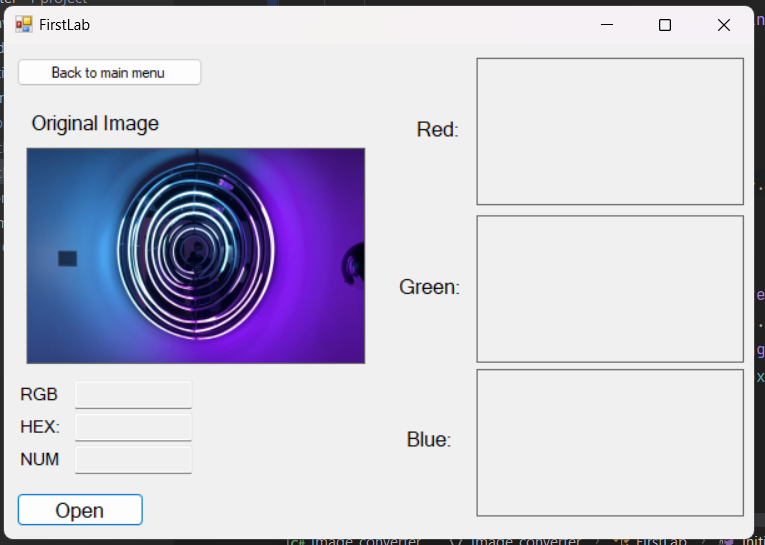 FirstLab
Back to main menu
Original Image
Red:
Green:
RGB
HEX:
NUM
Blue:
Open